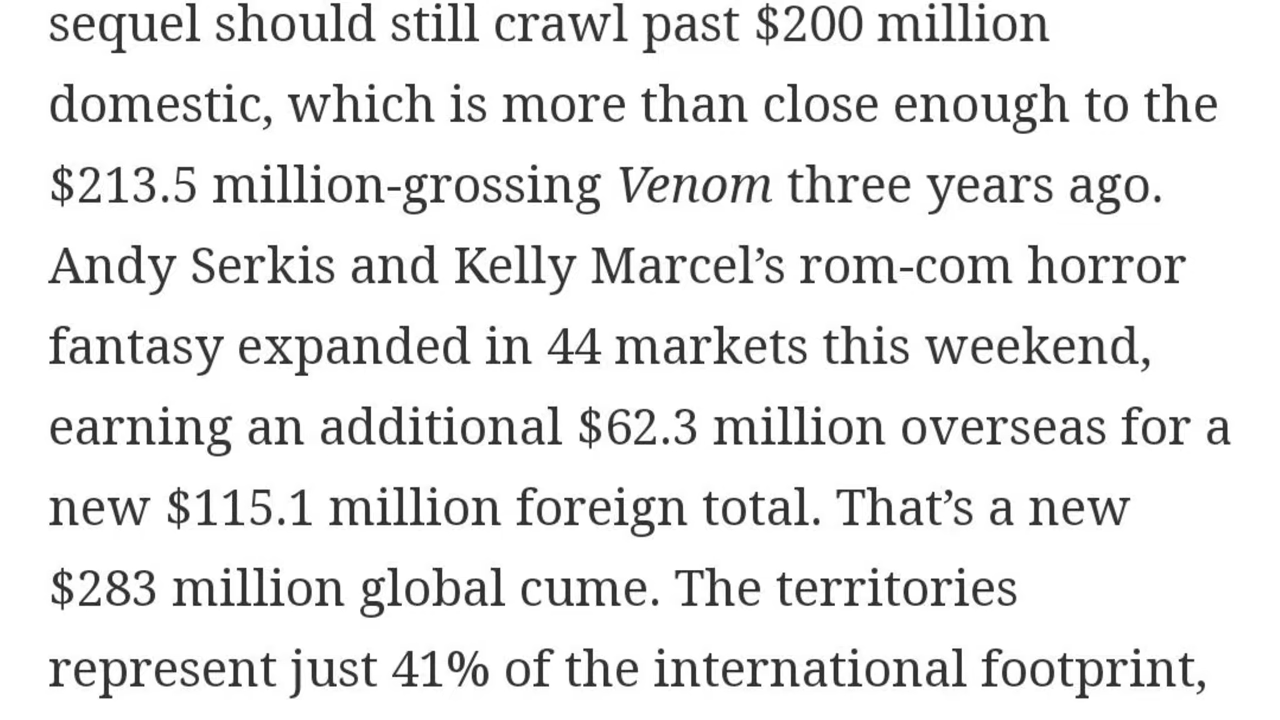 sequel should still crawl past $200 million
domestic, which is more than close enough to the
$213.5 million-grossing Venom three years ago.
Andy Serkis and Kelly Marcel’s rom-com horror
fantasy expanded in 44 markets this weekend,
earning an additional $62.3 million overseas for a
new $115.1 million foreign total. That’s a new
$283 million global cume. The territories
represent just 41% of the international footprint,